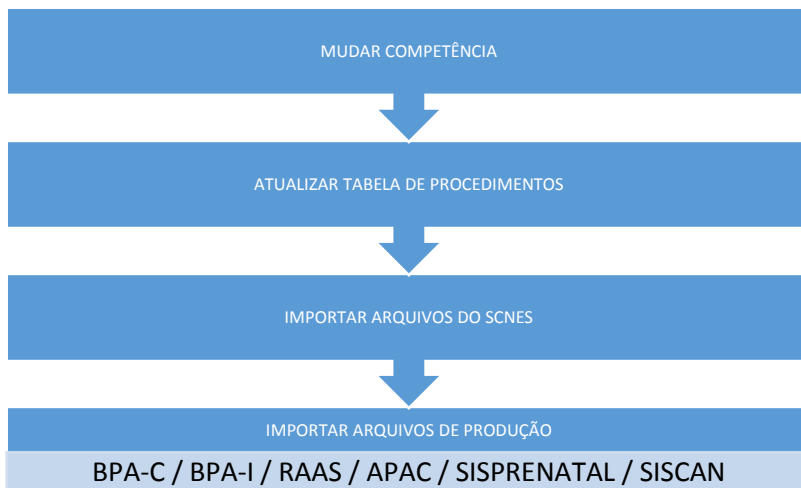 MUDAR COMPETÊNCIA
ATUALIZAR TABELA DE PROCEDIMENTOS
IMPORTAR ARQUIVOS DO SCNES
IMPORTAR ARQUIVOS DE PRODUÇÃO
BPA-C / BPA-I / RAAS / APAC / SISPRENATAL / SISCAN